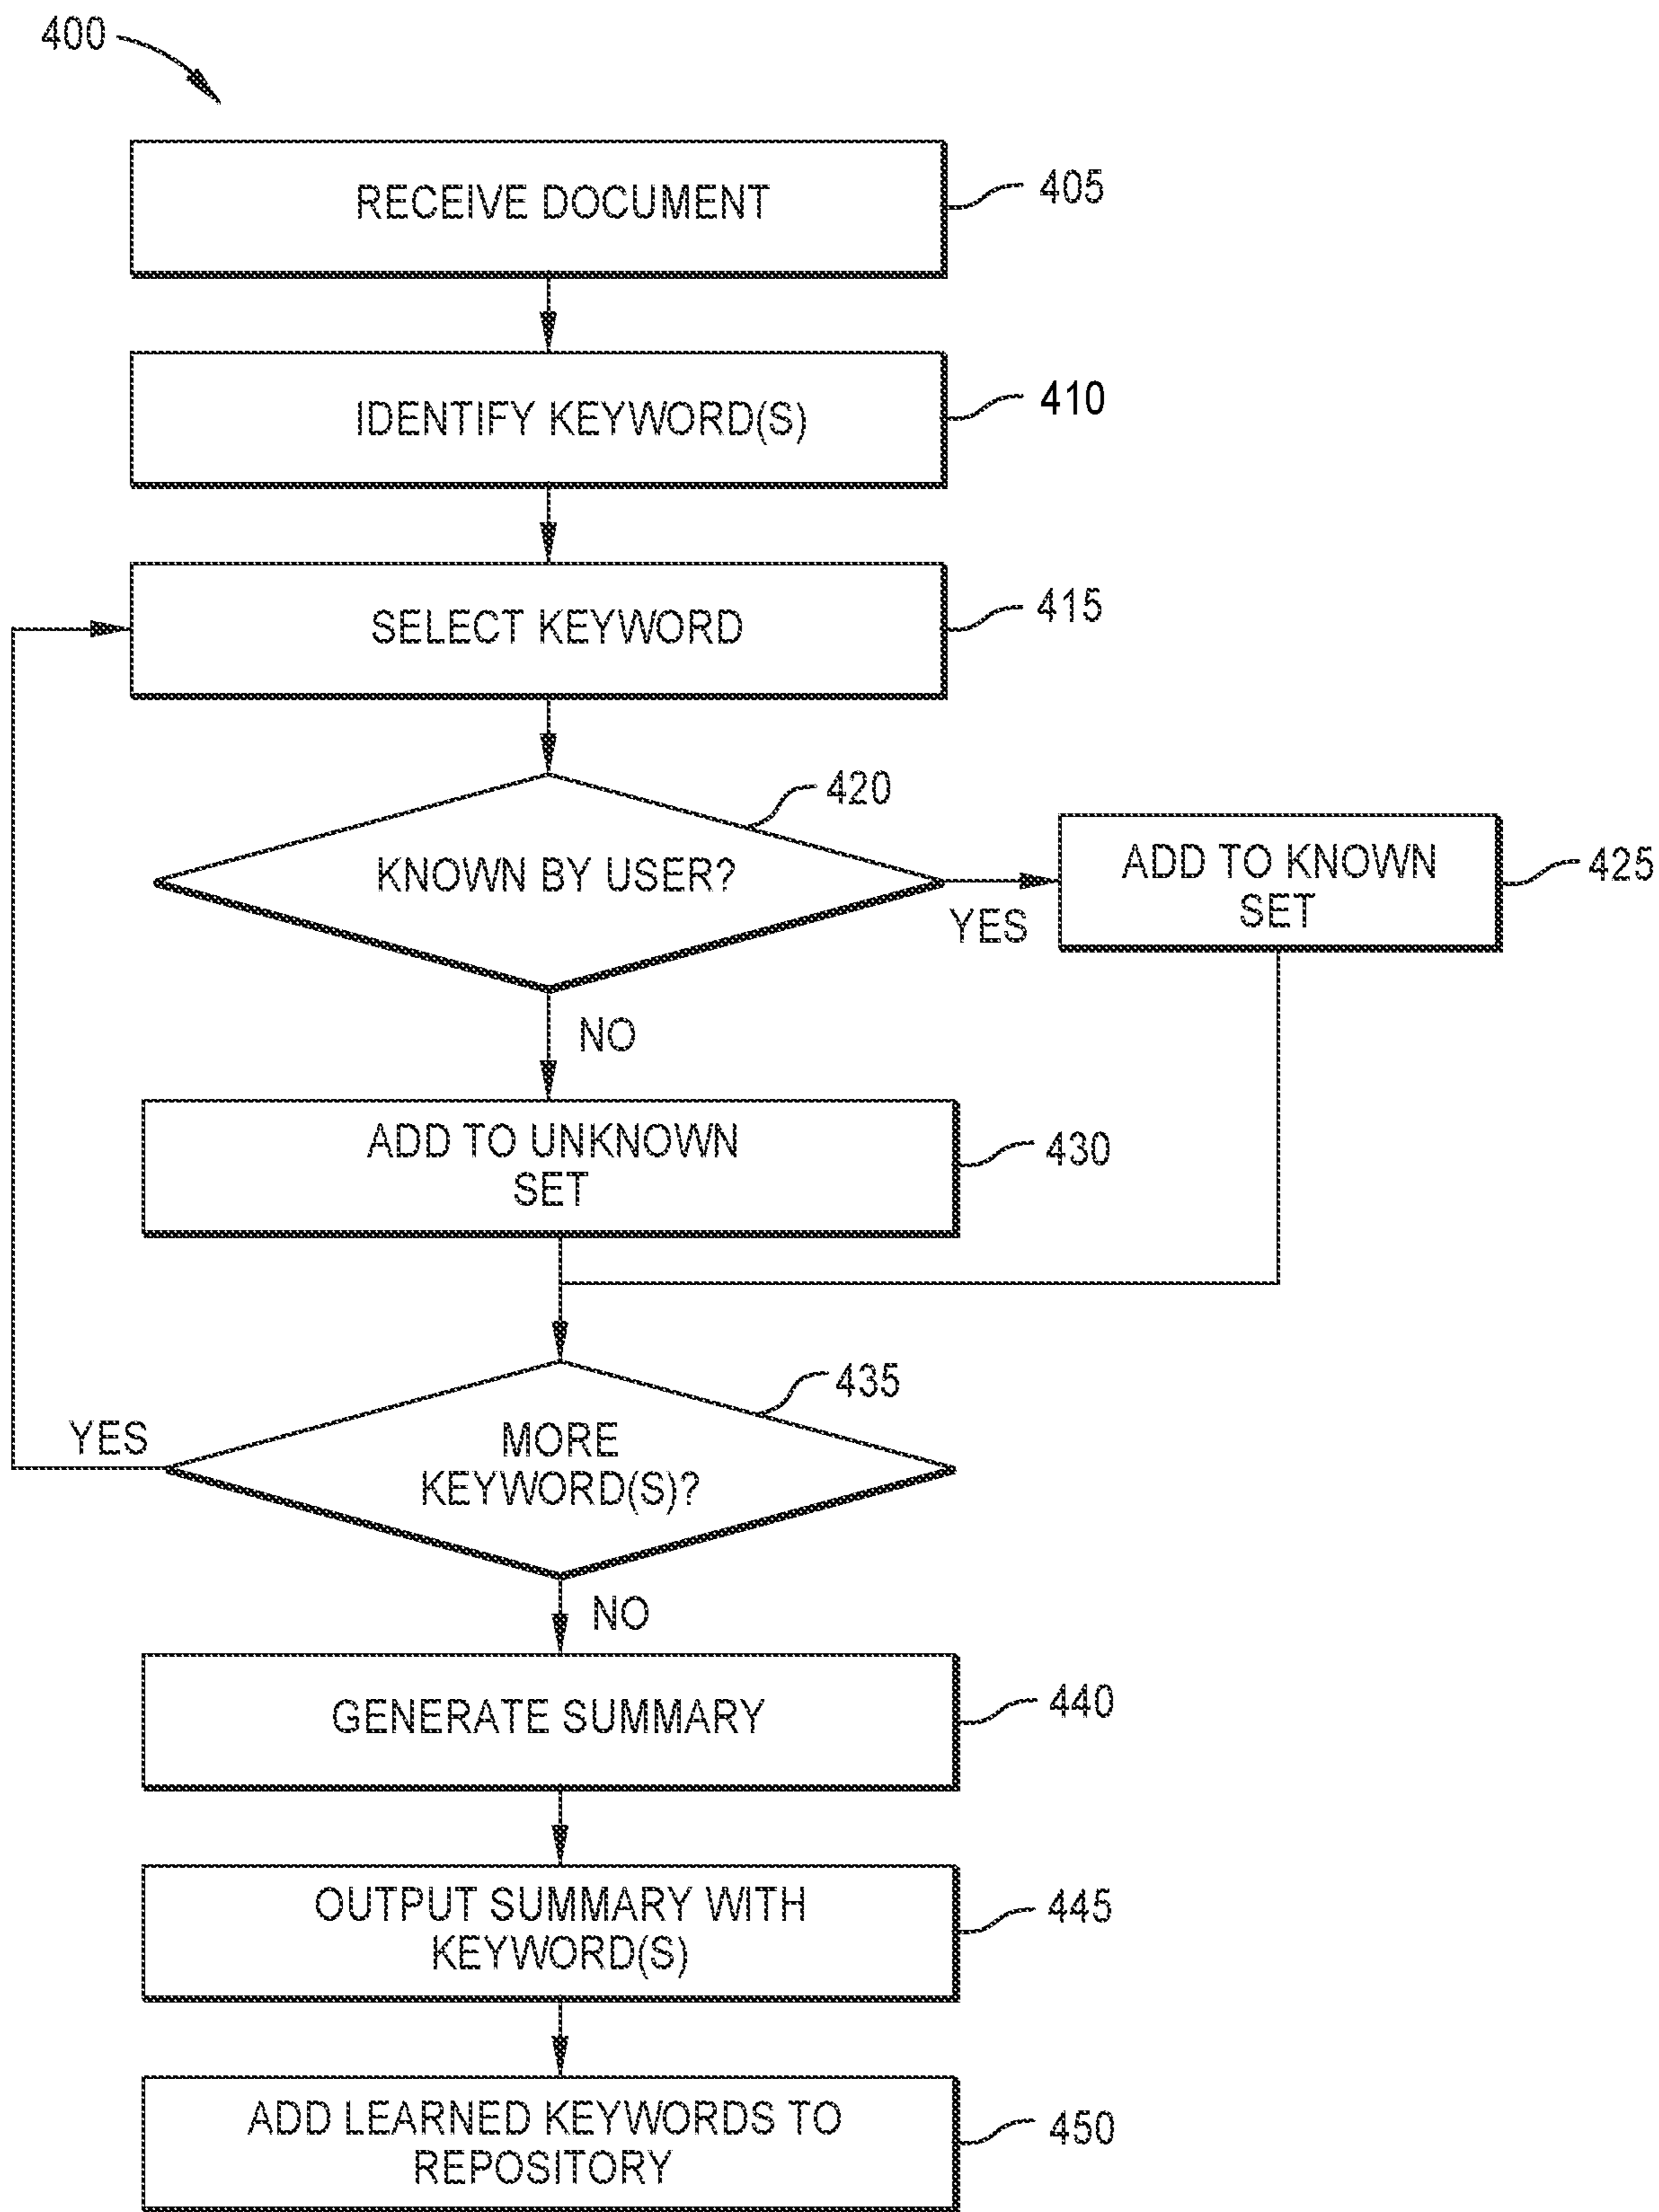 400
RECEIVE DOCUMENT
405
IDENTIFY KEYWORD(S)
410
SELECT KEYWORD
415
420
KNOWN BY USER?
YES
ADD TO KNOWN
SET
425
NO
ADD TO UNKNOWN
SET
430
435
MORE
KEYWORD(S)?
YES
NO
GENERATE SUMMARY
440
OUTPUT SUMMARY WITH
KEYWORD(S)
445
ADD LEARNED KEYWORDS TO
REPOSITORY
450